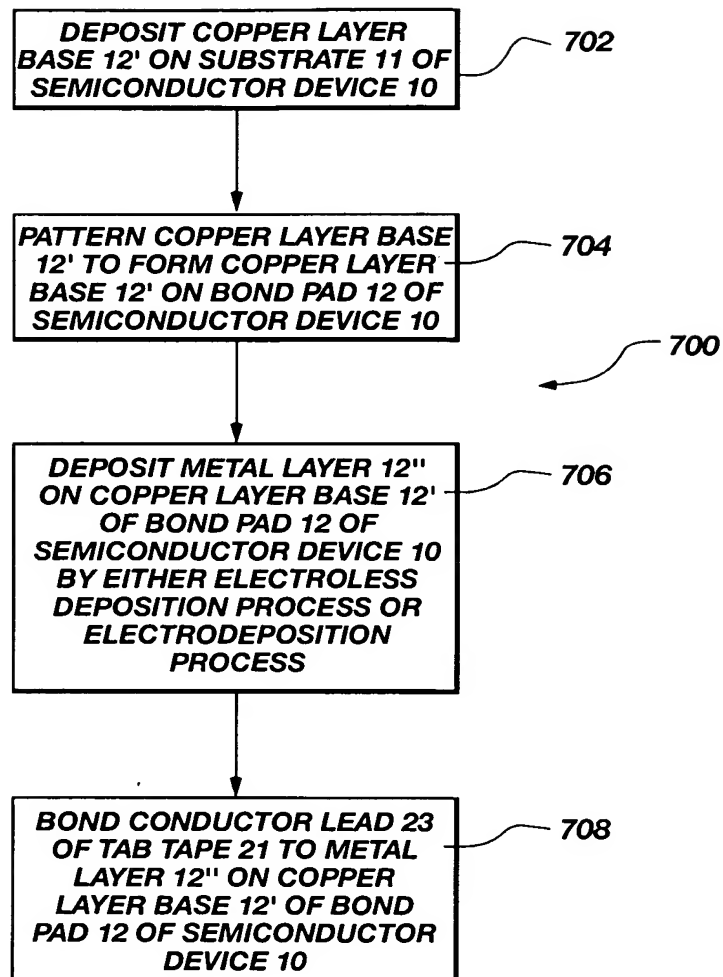 DEPOSIT COPPER LAYER
BASE 12' ON SUBSTRATE 11 OF
SEMICONDUCTOR DEVICE 10
702
PATTERN COPPER LAYER BASE
12' TO FORM COPPER LAYER
BASE 12' ON BOND PAD 12 OF
SEMICONDUCTOR DEVICE 10
704
700
DEPOSIT METAL LAYER 12"
ON COPPER LAYER BASE 12'
OF BOND PAD 12 OF
SEMICONDUCTOR DEVICE 10
BY EITHER ELECTROLESS
DEPOSITION PROCESS OR
ELECTRODEPOSITION
PROCESS
706
BOND CONDUCTOR LEAD 23
OF TAB TAPE 21 TO METAL
LAYER 12" ON COPPER
LAYER BASE 12' OF BOND
PAD 12 OF SEMICONDUCTOR
DEVICE 10
708